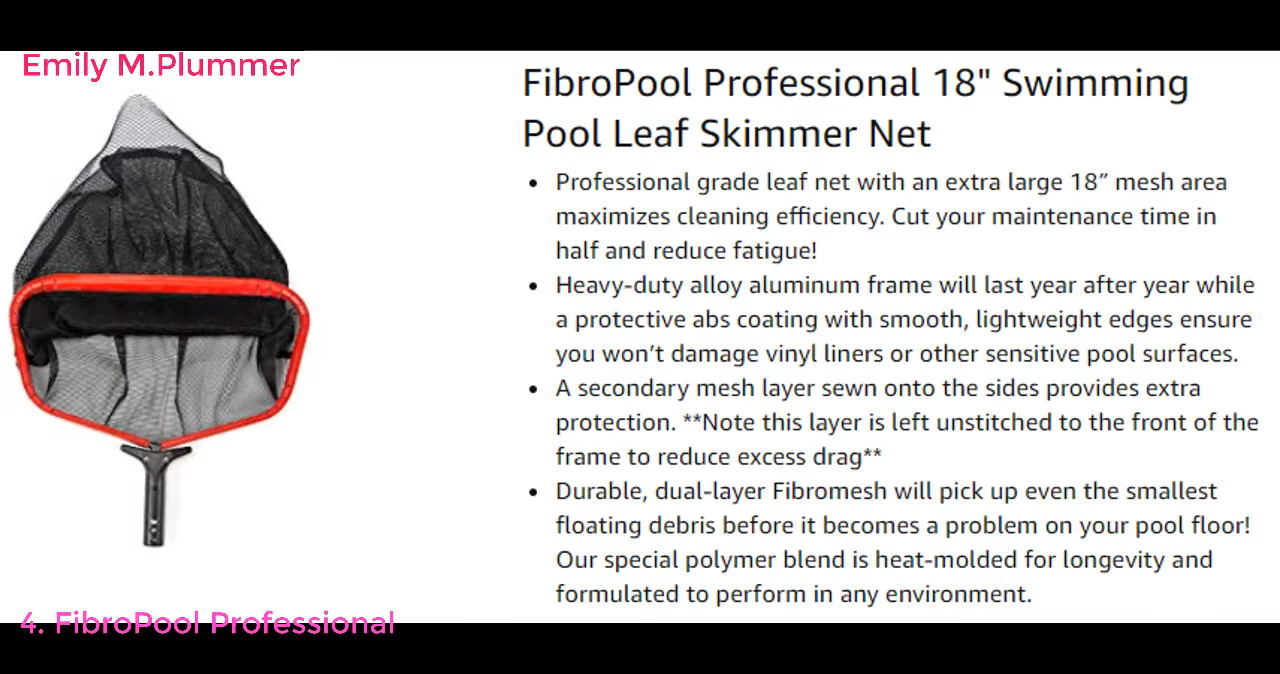 Emily M.Plummer
FibroPool Professional 18" Swimming
Pool Leaf Skimmer Net
• Professional grade leaf net with an extra large 18” mesh area
maximizes cleaning efficiency. Cut your maintenance time in
half and reduce fatigue!
• Heavy-duty alloy aluminum frame will last year after year while
a protective abs coating with smooth, lightweight edges ensure
you won’t damage vinyl liners or other sensitive pool surfaces.
• A secondary mesh layer sewn onto the sides provides extra
protection. **Note this layer is left unstitched to the front of the
frame to reduce excess drag**
• Durable, dual-layer Fibromesh will pick up even the smallest
floating debris before it becomes a problem on your pool floor!
Our special polymer blend is heat-molded for longevity and
formulated to perform in any environment.
4. FibroPool Professional